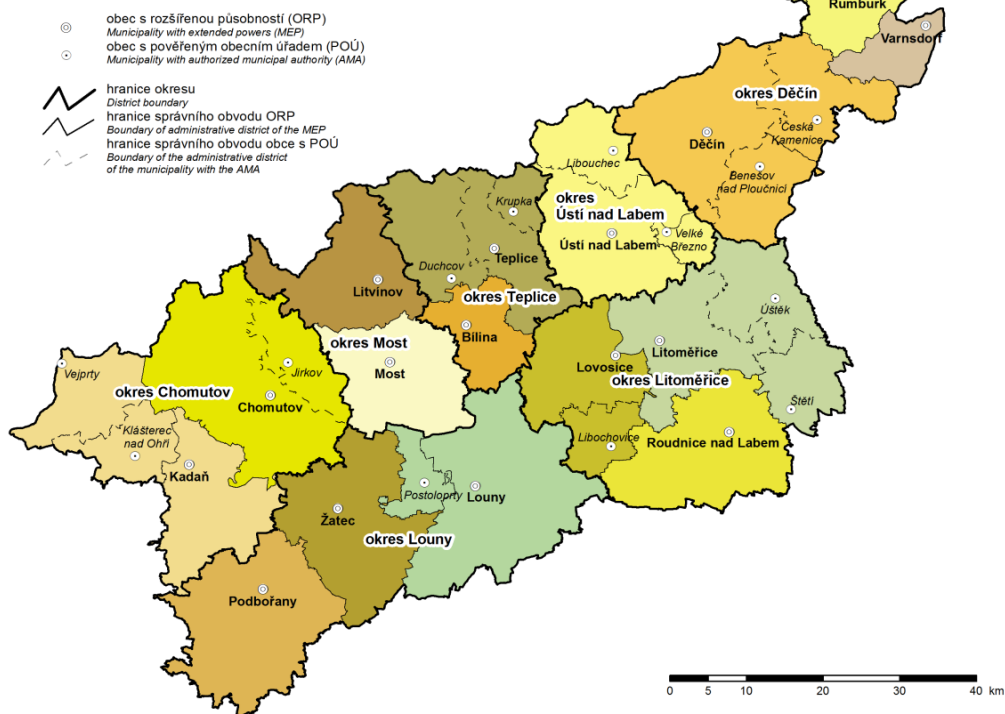 obec s rozšířenou působností (ORP)
Municipality with extended powers (MEP)
obec s pověřeným obecním úřadem (POÚ)
Municipality with authorized municipal authority (AMA)
hranice okresu
District boundary
hranice správního obvodu ORP
Boundary of administrative district of the MEP
hranice správního obvodu obce s POÚ
Boundary of the administrative district
of the municipality with the AMA
Rumburk
Varnsdorf
okres Děčín
Česká
Kamenice
Děčín
Benešov
nad Ploučnicí
Libouchec
okres
Ústí nad Labem
Krupka
Velké
Březno
Ústí nad Labem
Teplice
Duchcov
Litvínov
okres Teplice
Úštěk
Bílina
okres Most
Litoměřice
Lovosice
Most
Vejprty
Jirkov
okres Litoměřice
okres Chomutov
Chomutov
Štětí
Klášterec
nad Ohří
Libochovice
Roudnice nad Labem
Kadaň
Postoloprty
Louny
Žatec
okres Louny
Podbořany
0 5 10 20 30 40 km